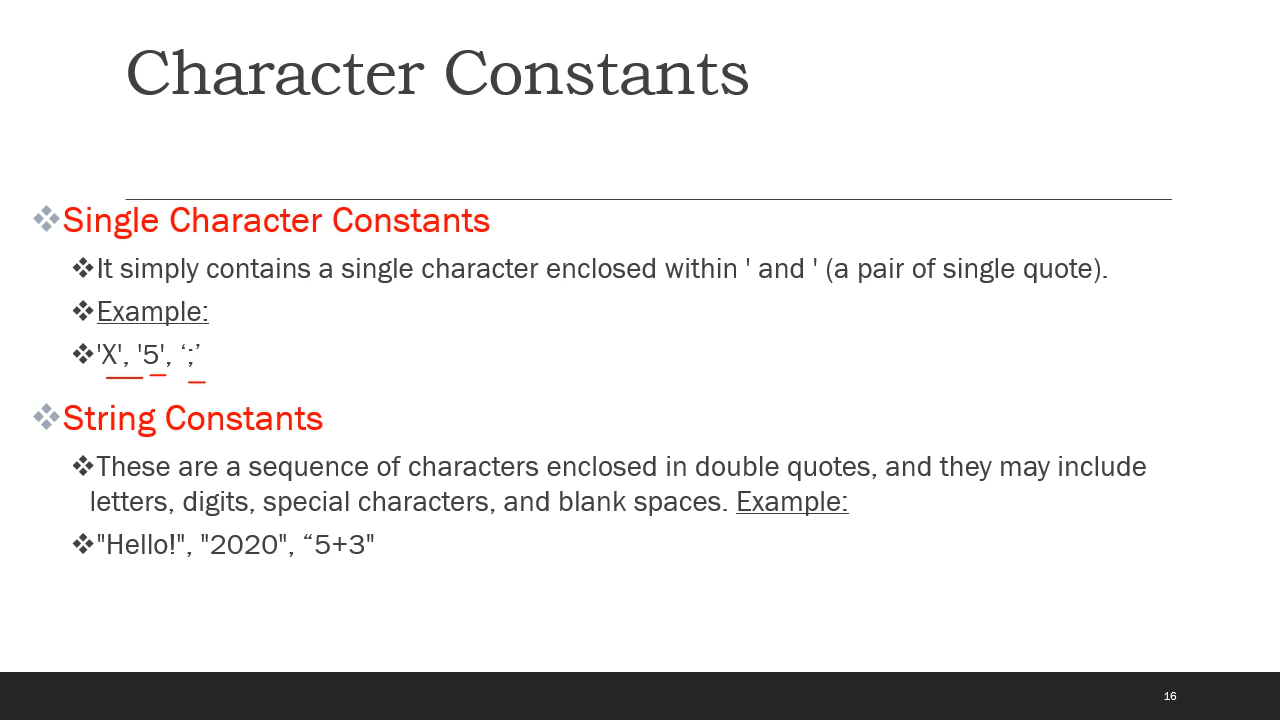 Character Constants
❖Single Character Constants
❖It simply contains a single character enclosed within ' and ' (a pair of single quote).
❖Example:
❖'X', '5', ‘;’
❖String Constants
❖These are a sequence of characters enclosed in double quotes, and they may include
letters, digits, special characters, and blank spaces. Example:
❖"Hello!", "2020", “5+3"
16